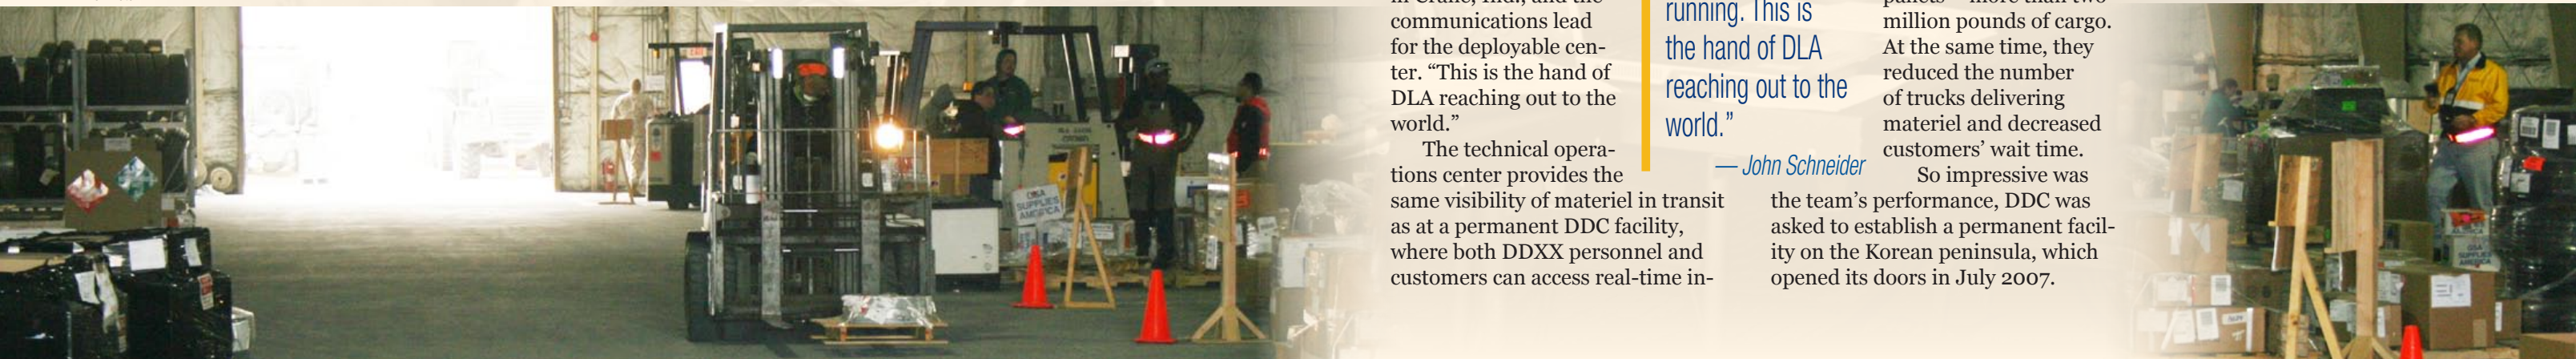 communications lead
for the deployable cen-
ter. “This is the hand of
DLA reaching out to the
world.”
The technical opera-
tions center provides the
same visibility of materiel in transit
as at a permanent DDC facility,
where both DDXX personnel and
customers can access real-time in-
running. This is
the hand of DLA
reaching out to the
world.”
— John Schneider
million pounds of cargo.
At the same time, they
reduced the number
of trucks delivering
materiel and decreased
customers’ wait time.
So impressive was
the team’s performance, DDC was
asked to establish a permanent facil-
ity on the Korean peninsula, which
opened its doors in July 2007.
GSA
SUPPLIES
AMERICA